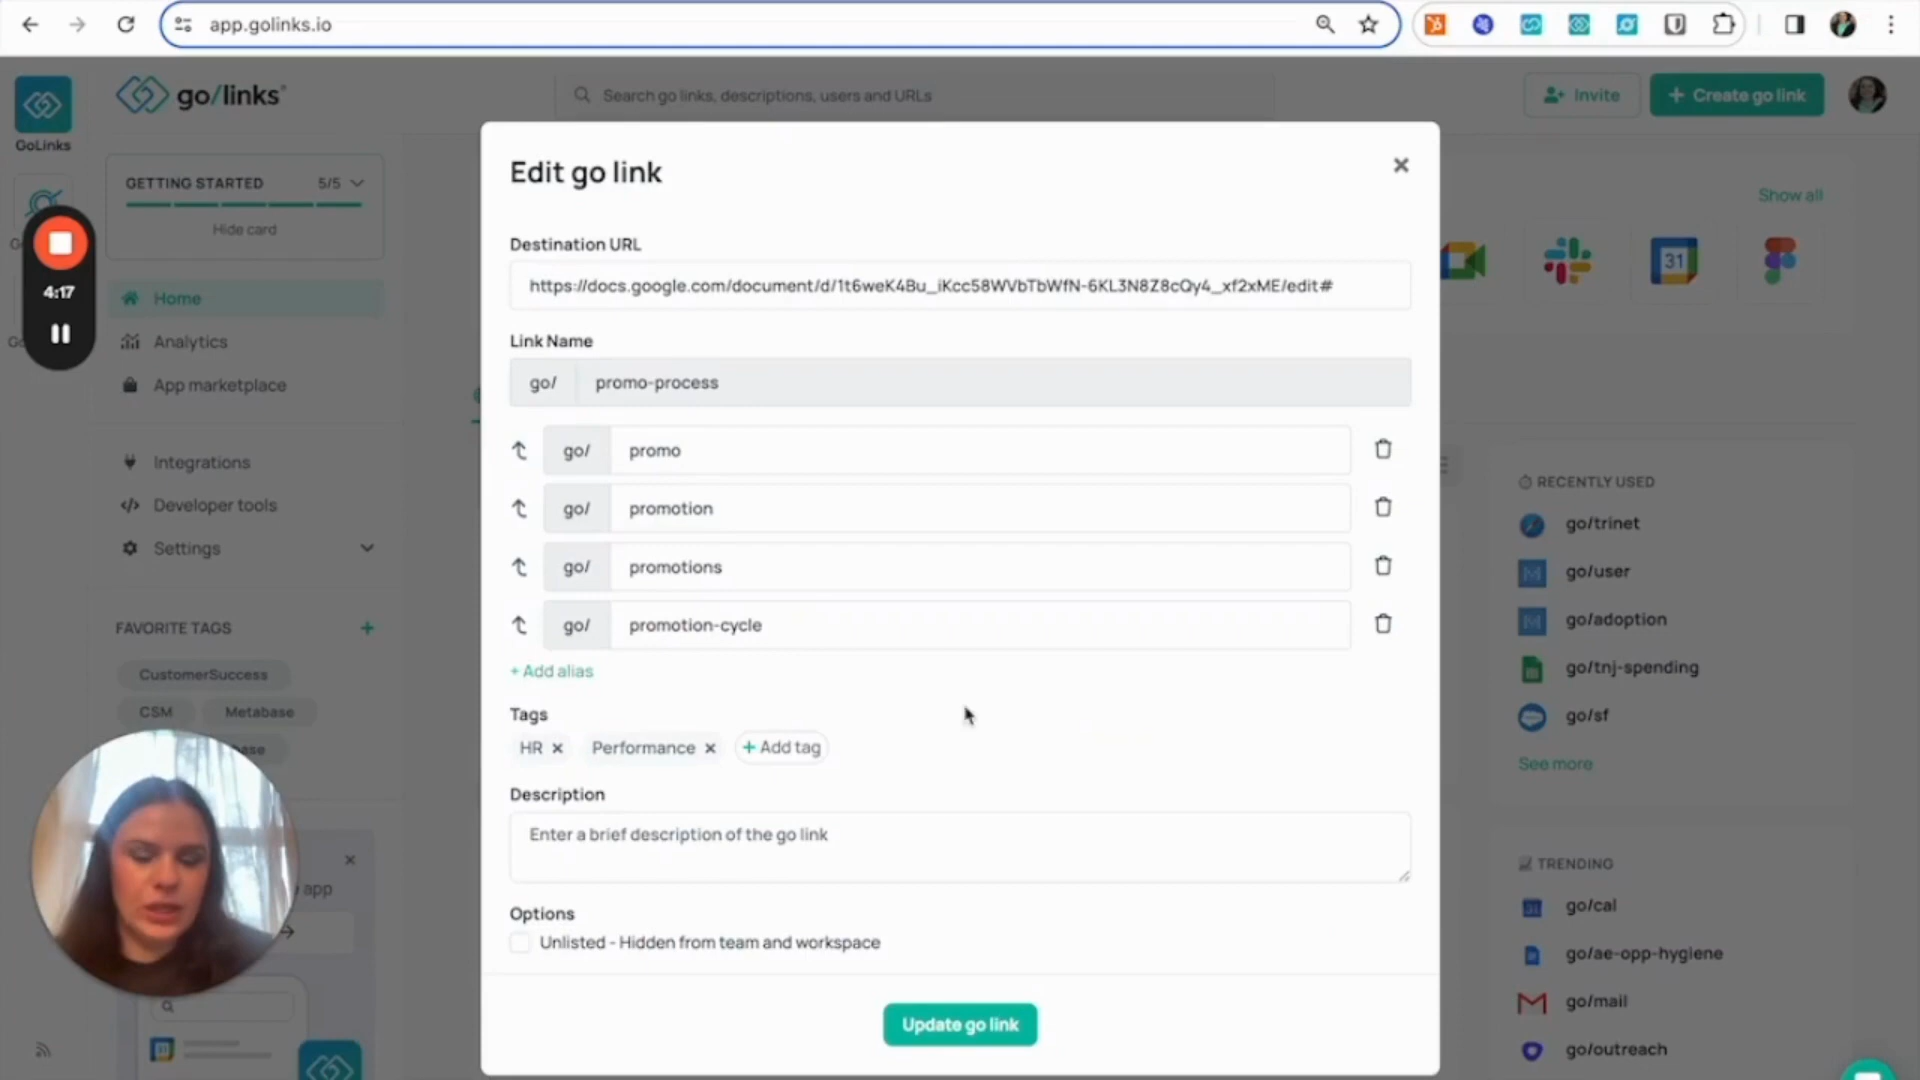 app.golinks.io
GoLinks
go/links®
Search go links, descriptions, users and URLs
Invite
+ Create go link
GETTING STARTED 5/5
Hide card
4:17
Home
Analytics
App marketplace
Integrations
Developer tools
Settings
FAVORITE TAGS +
CustomerSuccess
CSM
Metabase
app
Edit go link
Destination URL
https://docs.google.com/document/d/1t6weK4Bu_iKcc58WVbTbWfN-6KL3N8Z8cQy4_xf2xME/edit#
Link Name
go/ promo-process
go/ promo
go/ promotion
go/ promotions
go/ promotion-cycle
+ Add alias
Tags
HR ×
Performance ×
+ Add tag
Description
Enter a brief description of the go link
Options
Unlisted - Hidden from team and workspace
Update go link
Show all
31
RECENTLY USED
go/trinet
go/user
go/adoption
go/tnj-spending
go/sf
See more
TRENDING
go/cal
go/ae-opp-hygiene
go/mail
go/outreach